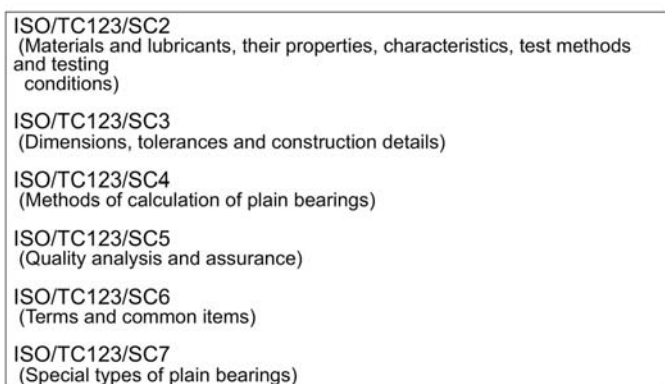 ISO/TC123/SC2
(Materials and lubricants, their properties, characteristics, test methods
and testing
conditions)
ISO/TC123/SC3
(Dimensions, tolerances and construction details)
ISO/TC123/SC4
(Methods of calculation of plain bearings)
ISO/TC123/SC5
(Quality analysis and assurance)
ISO/TC123/SC6
(Terms and common items)
ISO/TC123/SC7
(Special types of plain bearings)